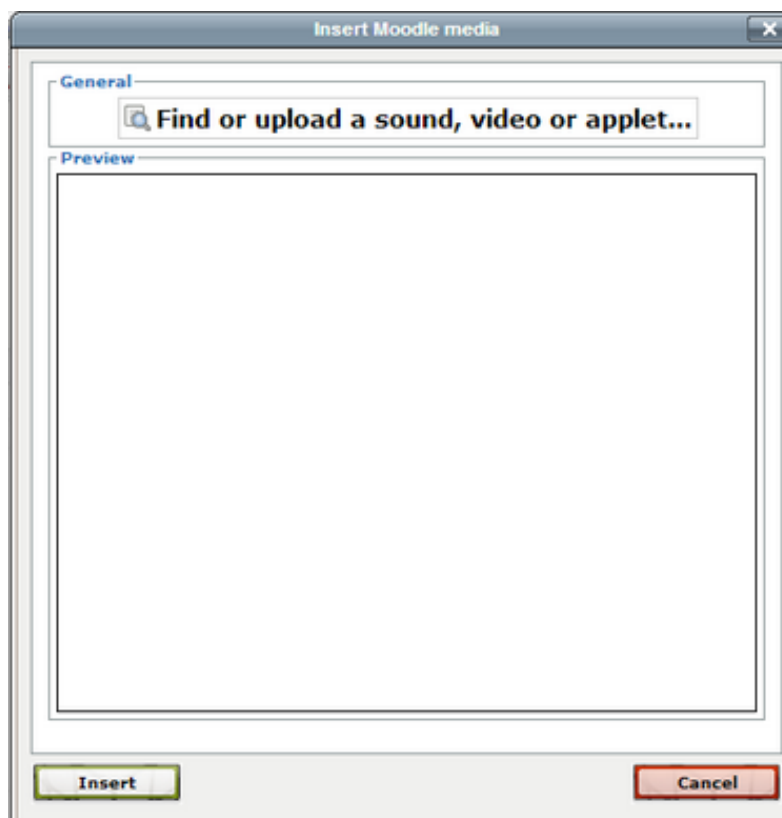 Insert Moodle media
General
Find or upload a sound, video or applet...
Preview
Insert
Cancel